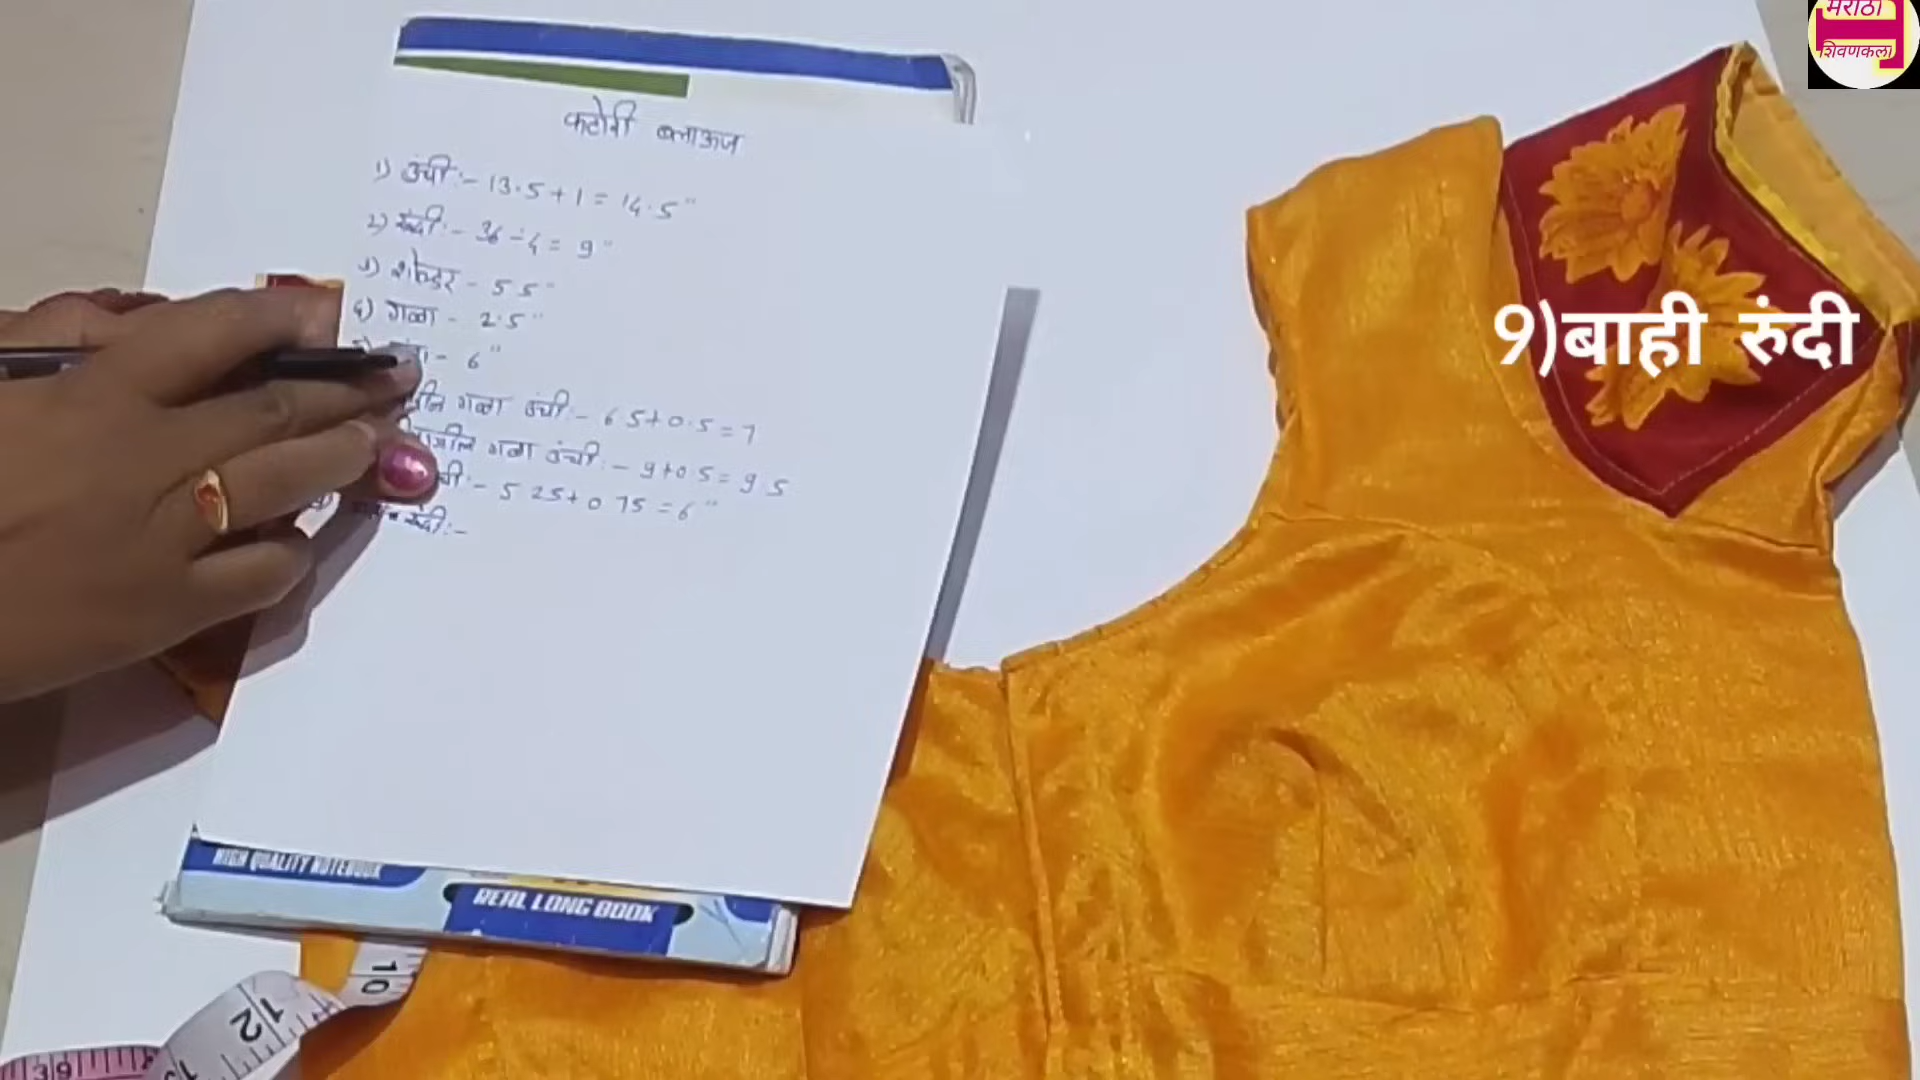 मराठी
शिवणकला
कटोरी ब्लाऊज
1) उंची :- 13.5 + 1 = 14.5"
2) रुंदी :- 36 ÷ 4 = 9"
3) शोल्डर - 5.5"
4) गळा - 2.5"
- 6"
गळा उंची :- 6.5 + 0.5 = 7
गळा उंची :- 9 + 0.5 = 9.5
:- 5.25 + 0.75 = 6"
रुंदी :-
9)बाही रुंदी
HIGH QUALITY NOTEBOOK
REAL LONG BOOK
10
12
39